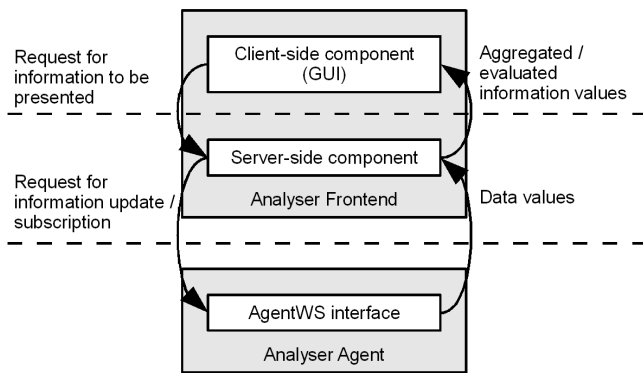 Request for
information to be
presented
Client-side component
(GUI)
Aggregated /
evaluated
information values
Server-side component
Analyser Frontend
Request for
information update /
subscription
Data values
AgentWS interface
Analyser Agent